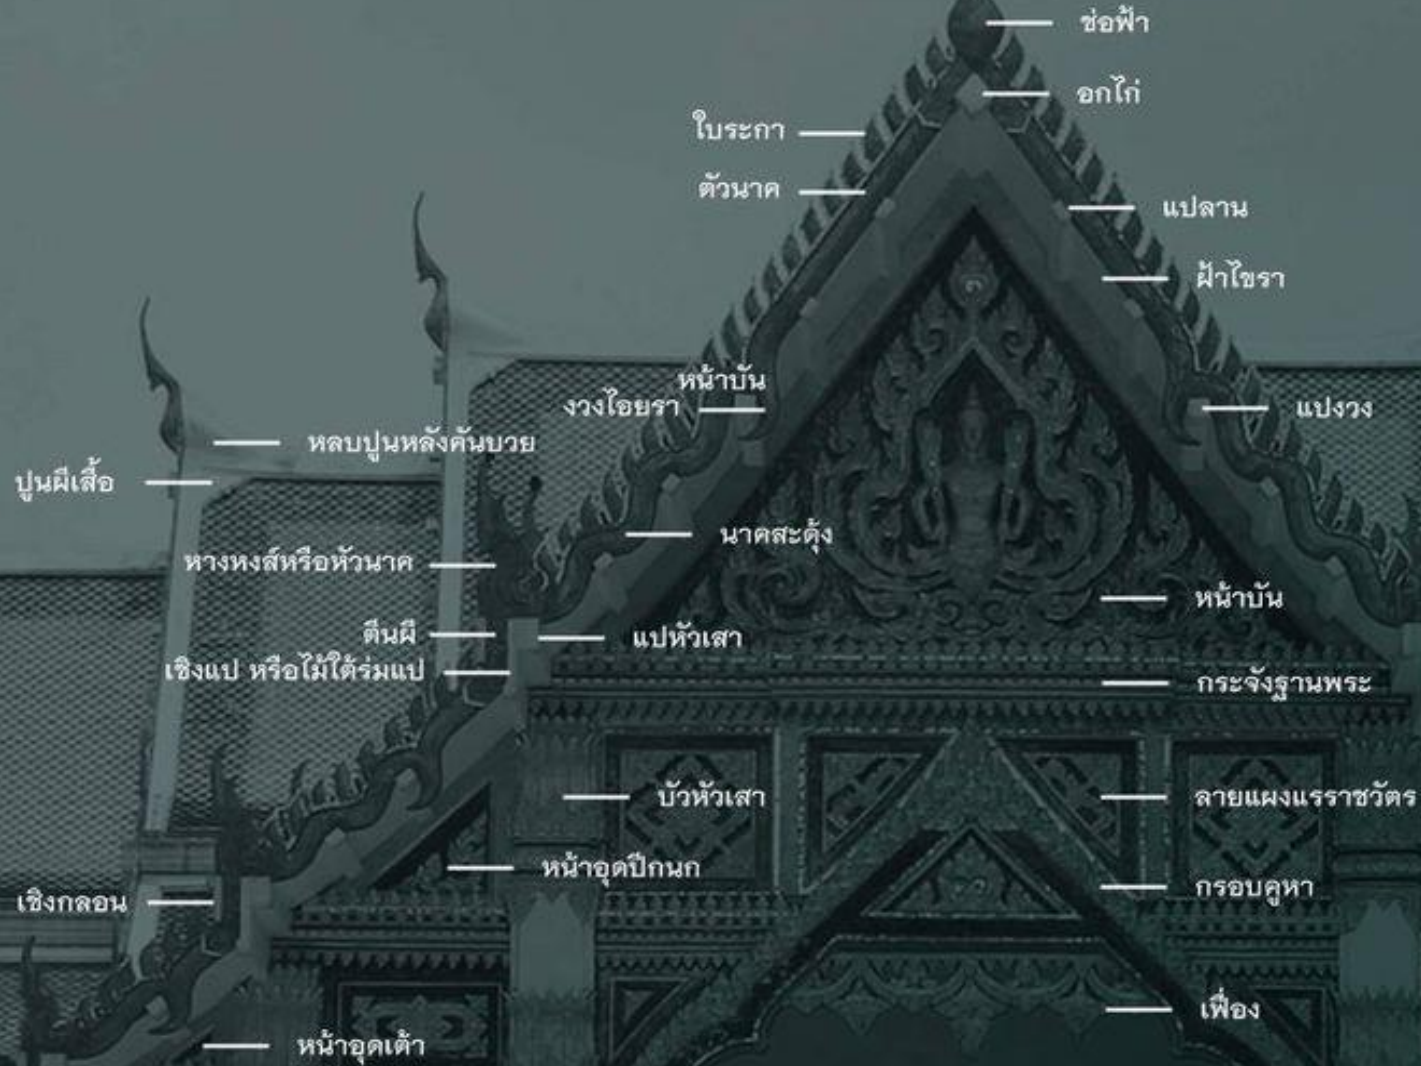 ช่อฟ้า
อกไก่
ใบระกา
ตัวนาค
แปลาน
ฝ้าไขรา
หน้าบัน
งวงไอยรา
แปงวง
หลบปูนหลังคันบวย
ปูนผีเสื้อ
นาคสะดุ้ง
หางหงส์หรือหัวนาค
หน้าบัน
ตีนผี
แปหัวเสา
เชิงแป หรือไม้ใต้ร่มแป
กระจังฐานพระ
บัวหัวเสา
ลายแผงแรราชวัตร
หน้าอุดปีกนก
กรอบคูหา
เชิงกลอน
เฟื่อง
หน้าอุดเต้า